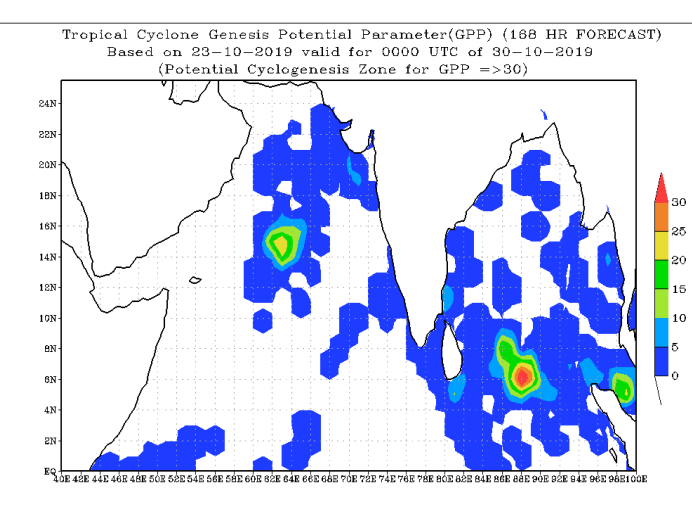 Tropical Cyclone Genesis Potential Parameter(GPP) (168 HR FORECAST)
Based on 23-10-2019 valid for 0000 UTC of 30-10-2019
(Potential Cyclogenesis Zone for GPP =>30)
24N
22N
20N
18N
16N
14N
12N
10N
8N
6N
4N
2N
EQ
40E 42E 44E 46E 48E 50E 52E 54E 56E 58E 60E 62E 64E 66E 68E 70E 72E 74E 76E 78E 80E 82E 84E 86E 88E 90E 92E 94E 96E 98E 100E
30
25
20
15
10
5
0